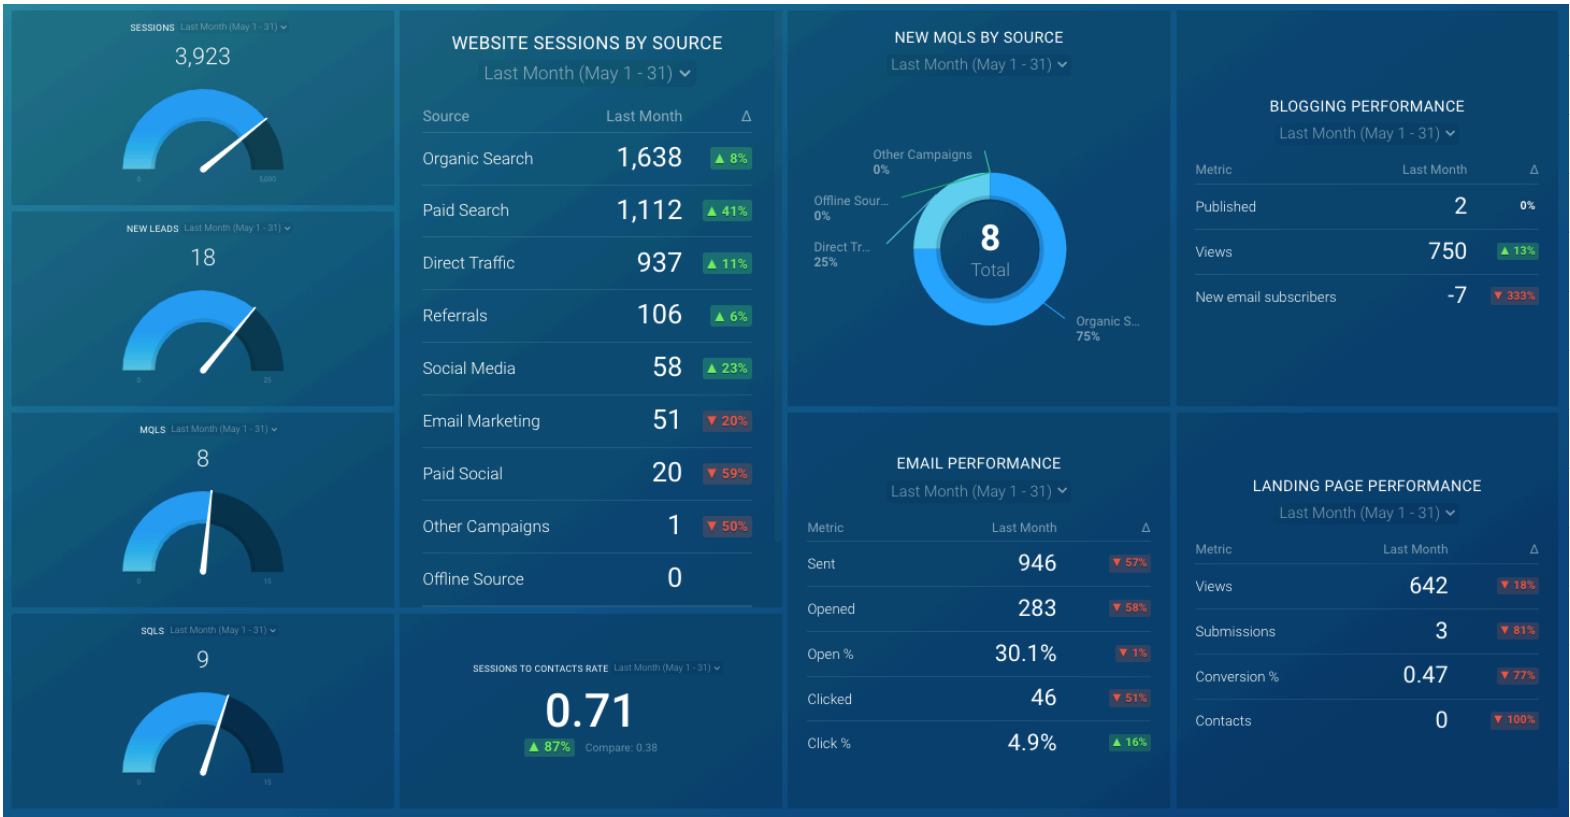 SESSIONS Last Month (May 1 - 31)
3,923
0 5,000
NEW LEADS Last Month (May 1 - 31)
18
0 25
MQLS Last Month (May 1 - 31)
8
0 15
SQLS Last Month (May 1 - 31)
9
0 15
WEBSITE SESSIONS BY SOURCE
Last Month (May 1 - 31)
Source Last Month Δ
Organic Search 1,638 ▲ 8%
Paid Search 1,112 ▲ 41%
Direct Traffic 937 ▲ 11%
Referrals 106 ▲ 6%
Social Media 58 ▲ 23%
Email Marketing 51 ▼ 20%
Paid Social 20 ▼ 59%
Other Campaigns 1 ▼ 50%
Offline Source 0
SESSIONS TO CONTACTS RATE Last Month (May 1 - 31)
0.71
▲ 87% Compare: 0.38
NEW MQLS BY SOURCE
Last Month (May 1 - 31)
Other Campaigns
0%
Offline Sour...
0%
Direct Tr...
25%
8
Total
Organic S...
75%
EMAIL PERFORMANCE
Last Month (May 1 - 31)
Metric Last Month Δ
Sent 946 ▼ 57%
Opened 283 ▼ 58%
Open % 30.1% ▼ 1%
Clicked 46 ▼ 51%
Click % 4.9% ▲ 16%
BLOGGING PERFORMANCE
Last Month (May 1 - 31)
Metric Last Month Δ
Published 2 0%
Views 750 ▲ 13%
New email subscribers -7 ▼ 333%
LANDING PAGE PERFORMANCE
Last Month (May 1 - 31)
Metric Last Month Δ
Views 642 ▼ 18%
Submissions 3 ▼ 81%
Conversion % 0.47 ▼ 77%
Contacts 0 ▼ 100%